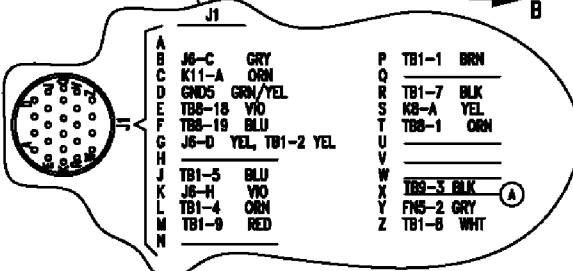 J1
B
A
B J6-C GRY
C K11-A ORN
D GND5 GRN/YEL
E TB8-18 VIO
F TB8-19 BLU
G J6-D YEL, TB1-2 YEL
H
J TB1-5 BLU
K J6-H VIO
L TB1-4 ORN
M TB1-9 RED
N
P TB1-1 BRN
Q
R TB1-7 BLK
S K8-A YEL
T TB8-1 ORN
U
V
W
X TB9-3 BLK A
Y FN5-2 GRY
Z TB1-6 WHT
J1